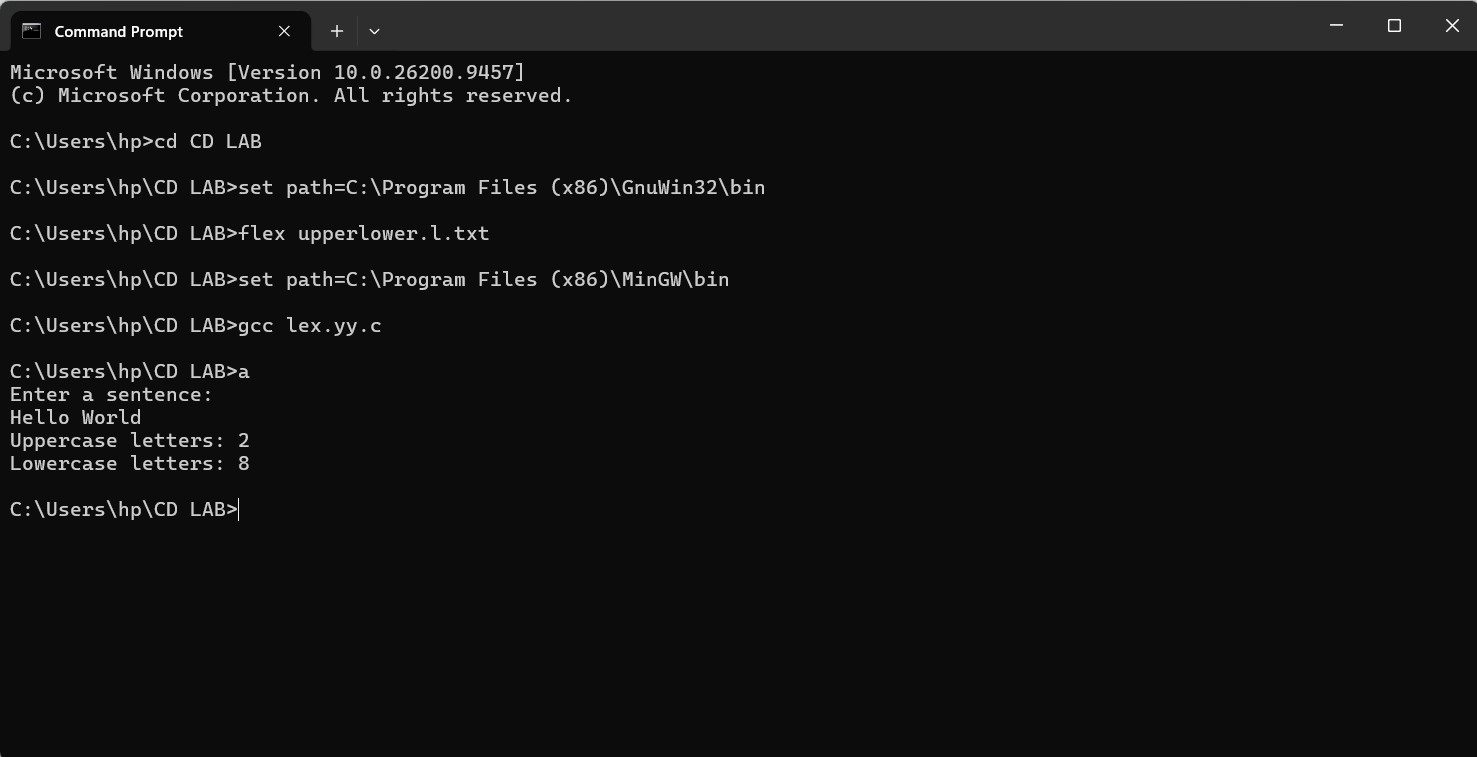 Command Prompt
Microsoft Windows [Version 10.0.26200.9457]
(c) Microsoft Corporation. All rights reserved.
C:\Users\hp>cd CD LAB
C:\Users\hp\CD LAB>set path=C:\Program Files (x86)\GnuWin32\bin
C:\Users\hp\CD LAB>flex upperlower.l.txt
C:\Users\hp\CD LAB>set path=C:\Program Files (x86)\MinGW\bin
C:\Users\hp\CD LAB>gcc lex.yy.c
C:\Users\hp\CD LAB>a
Enter a sentence:
Hello World
Uppercase letters: 2
Lowercase letters: 8
C:\Users\hp\CD LAB>